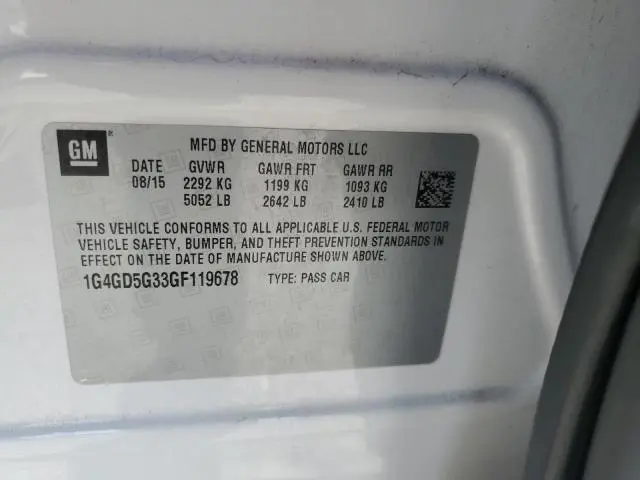 GM®
MFD BY GENERAL MOTORS LLC
DATE GVWR GAWR FRT GAWR RR
08/15 2292 KG 1199 KG 1093 KG
5052 LB 2642 LB 2410 LB
THIS VEHICLE CONFORMS TO ALL APPLICABLE U.S. FEDERAL MOTOR
VEHICLE SAFETY, BUMPER, AND THEFT PREVENTION STANDARDS IN
EFFECT ON THE DATE OF MANUFACTURE SHOWN ABOVE.
1G4GD5G33GF119678 TYPE: PASS CAR